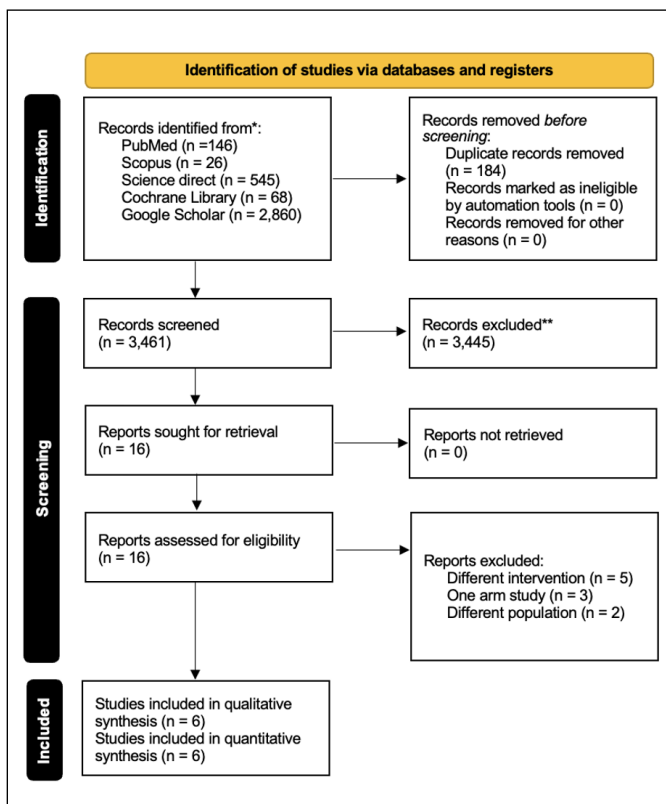 Identification of studies via databases and registers
Identification
Records identified from*:
PubMed (n =146)
Scopus (n = 26)
Science direct (n = 545)
Cochrane Library (n = 68)
Google Scholar (n = 2,860)
Records removed before
screening:
Duplicate records removed
(n = 184)
Records marked as ineligible
by automation tools (n = 0)
Records removed for other
reasons (n = 0)
Screening
Records screened
(n = 3,461)
Records excluded**
(n = 3,445)
Reports sought for retrieval
(n = 16)
Reports not retrieved
(n = 0)
Reports assessed for eligibility
(n = 16)
Reports excluded:
Different intervention (n = 5)
One arm study (n = 3)
Different population (n = 2)
Included
Studies included in qualitative
synthesis (n = 6)
Studies included in quantitative
synthesis (n = 6)